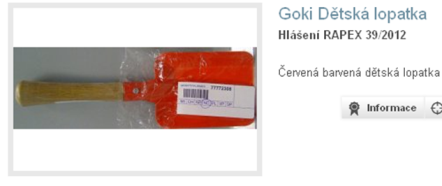 Goki Dětská lopatka
Hlášení RAPEX 39/2012
Červená barvená dětská lopatka
Informace